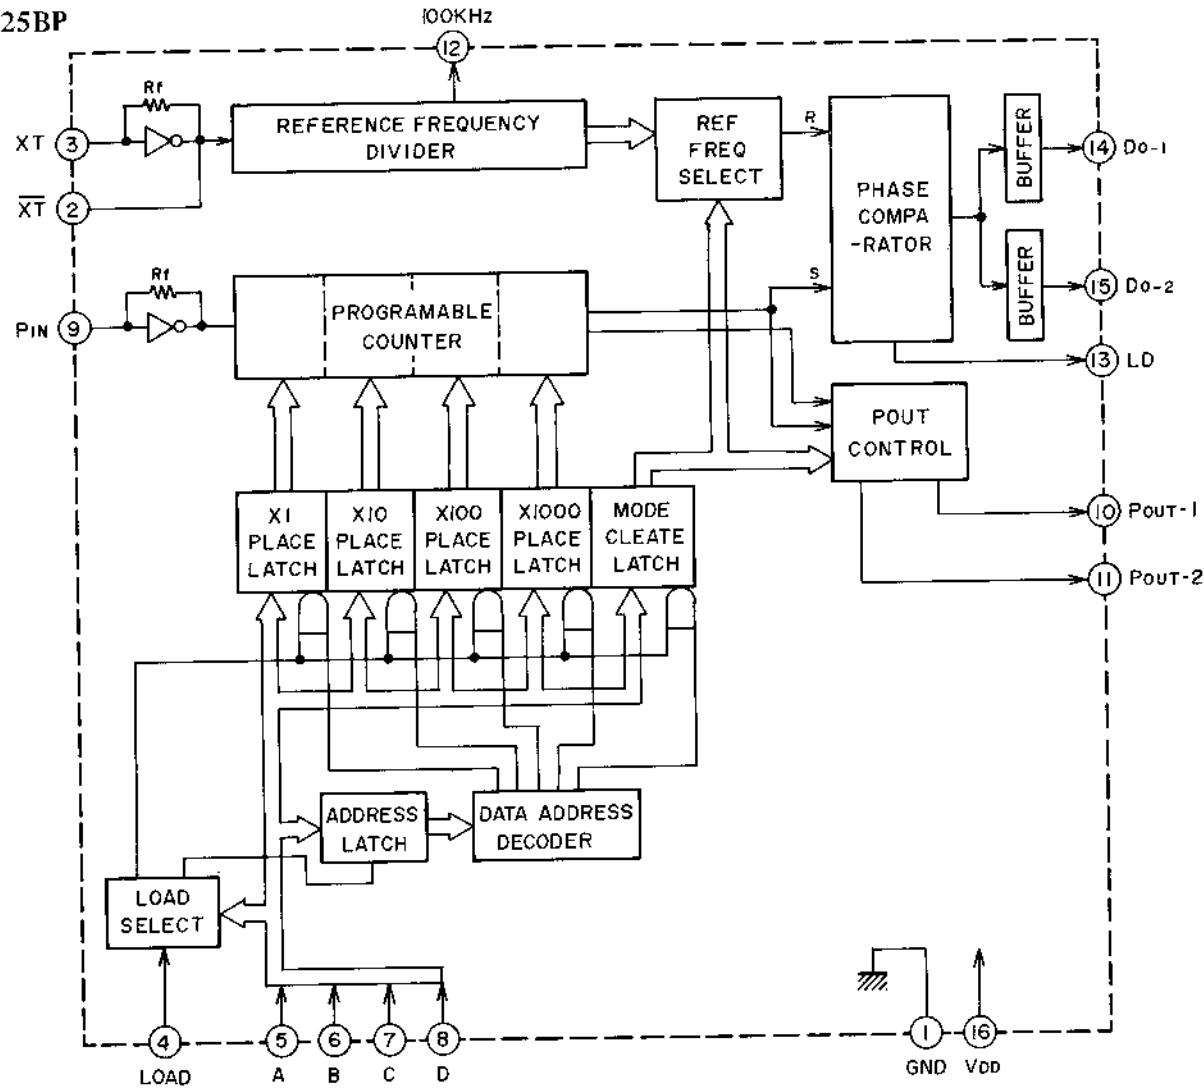 25BP
100KHz
12
Rf
XT
3
REFERENCE FREQUENCY
DIVIDER
REF
FREQ
SELECT
R
PHASE
COMPA
-RATOR
BUFFER
14
Do-1
XT
2
S
BUFFER
15
Do-2
Rf
PIN
9
PROGRAMABLE
COUNTER
13
LD
POUT
CONTROL
X1
PLACE
LATCH
X10
PLACE
LATCH
X100
PLACE
LATCH
X1000
PLACE
LATCH
MODE
CLEATE
LATCH
10
POUT-1
11
POUT-2
ADDRESS
LATCH
DATA ADDRESS
DECODER
LOAD
SELECT
4
LOAD
5
A
6
B
7
C
8
D
1
GND
16
VDD